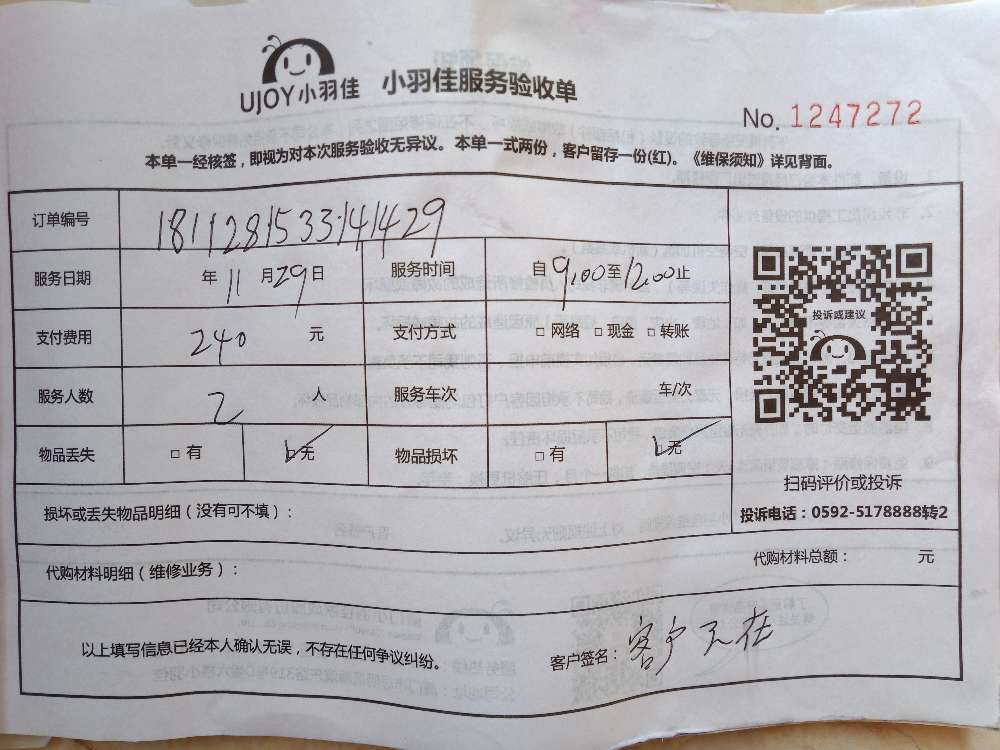 UJOY小羽佳 小羽佳服务验收单
No. 1247272
本单一经核签，即视为对本次服务验收无异议。本单一式两份，客户留存一份(红)。《维保须知》详见背面。
订单编号 1811281533141429
服务日期 年 11 月 29 日 服务时间 自 9:00 至 12:00 止
支付费用 240 元 支付方式 □ 网络 □ 现金 □ 转账
服务人数 2 人 服务车次 车/次
物品丢失 □ 有 ☑ 无 物品损坏 □ 有 ☑ 无
投诉或建议
扫码评价或投诉
投诉电话：0592-5178888转2
损坏或丢失物品明细（没有可不填）：
代购材料明细（维修业务）： 代购材料总额： 元
以上填写信息已经本人确认无误，不存在任何争议纠纷。 客户签名：客户不在